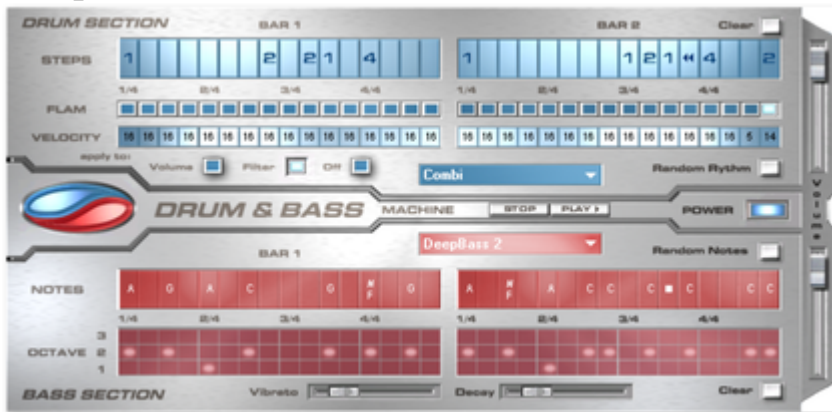 DRUM SECTION BAR 1 BAR 2 Clear
STEPS 1 2 2 1 4 1 1 2 1 « 4 2
1/4 2/4 3/4 4/4 1/4 2/4 3/4 4/4
FLAM
VELOCITY 16 16 16 16 16 16 16 16 16 16 16 16 16 16 16 16 16 16 16 16 16 16 16 16 16 16 16 16 16 16 6 14
apply to: Volume Filter Off Combi Random Rythm
DRUM & BASS MACHINE STOP PLAY POWER
Volume
BAR 1 DeepBass 2 Random Notes
NOTES A G A C G G A A C C C C C C
1/4 2/4 3/4 4/4 1/4 2/4 3/4 4/4
3
OCTAVE 2
1
BASS SECTION Vibrato Decay Clear